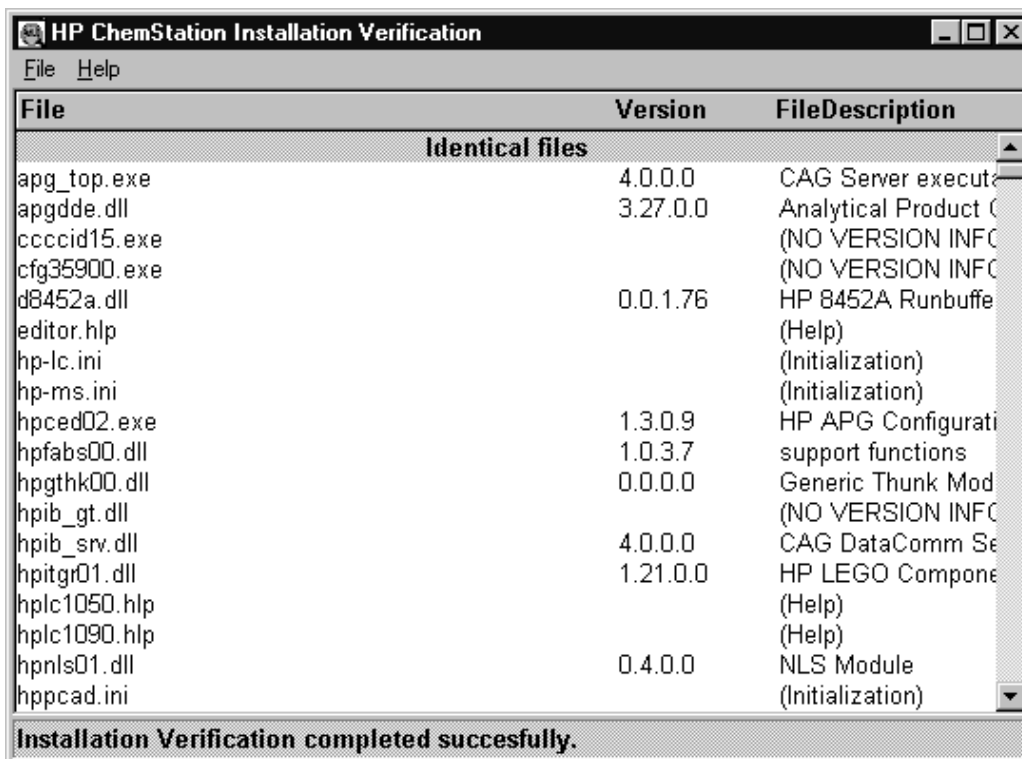 HP ChemStation Installation Verification
File Help
File Version FileDescription
Identical files
apg_top.exe 4.0.0.0 CAG Server executa
apgdde.dll 3.27.0.0 Analytical Product
ccccid15.exe (NO VERSION INFO
cfg35900.exe (NO VERSION INFO
d8452a.dll 0.0.1.76 HP 8452A Runbuffe
editor.hlp (Help)
hp-lc.ini (Initialization)
hp-ms.ini (Initialization)
hpced02.exe 1.3.0.9 HP APG Configurati
hpfabs00.dll 1.0.3.7 support functions
hpgthk00.dll 0.0.0.0 Generic Thunk Mod
hpib_gt.dll (NO VERSION INFO
hpib_srv.dll 4.0.0.0 CAG DataComm Se
hpitgr01.dll 1.21.0.0 HP LEGO Compone
hplc1050.hlp (Help)
hplc1090.hlp (Help)
hpnls01.dll 0.4.0.0 NLS Module
hppcad.ini (Initialization)
Installation Verification completed succesfully.